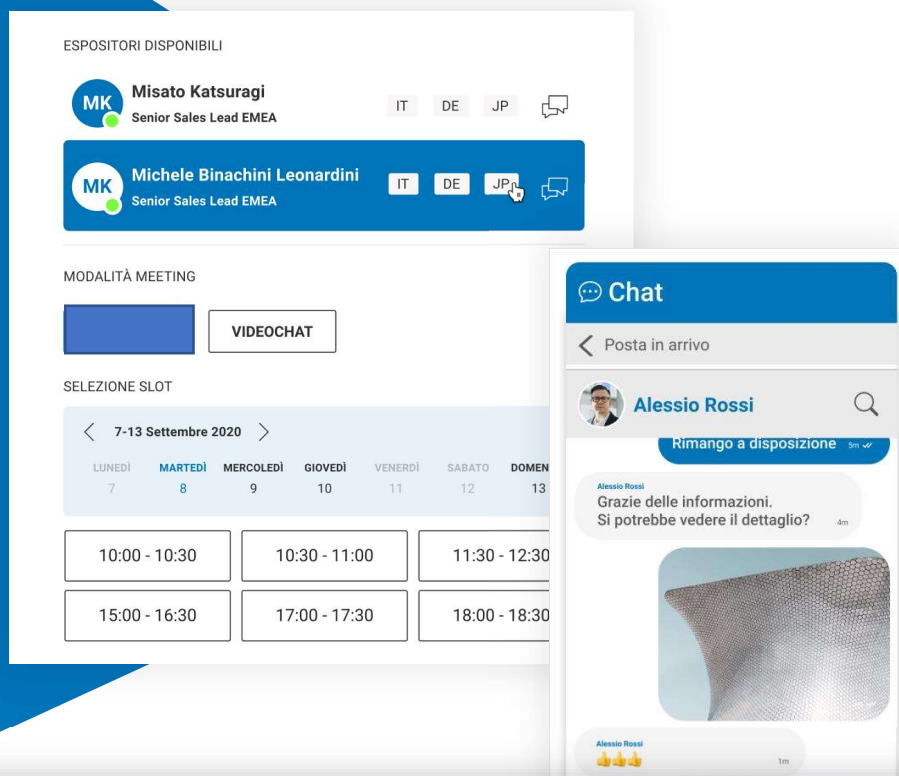 ESPOSITORI DISPONIBILI
MK
Misato Katsuragi
Senior Sales Lead EMEA
IT DE JP
MK
Michele Binachini Leonardini
Senior Sales Lead EMEA
IT DE JP
MODALITÀ MEETING
VIDEOCHAT
SELEZIONE SLOT
7-13 Settembre 2020
LUNEDÌ MARTEDÌ MERCOLEDÌ GIOVEDÌ VENERDÌ SABATO DOMEN
7 8 9 10 11 12 13
10:00 - 10:30 10:30 - 11:00 11:30 - 12:30
15:00 - 16:30 17:00 - 17:30 18:00 - 18:30
Chat
Posta in arrivo
Alessio Rossi
Rimango a disposizione 5m
Alessio Rossi
Grazie delle informazioni.
Si potrebbe vedere il dettaglio? 4m
Alessio Rossi
👍👍👍 1m